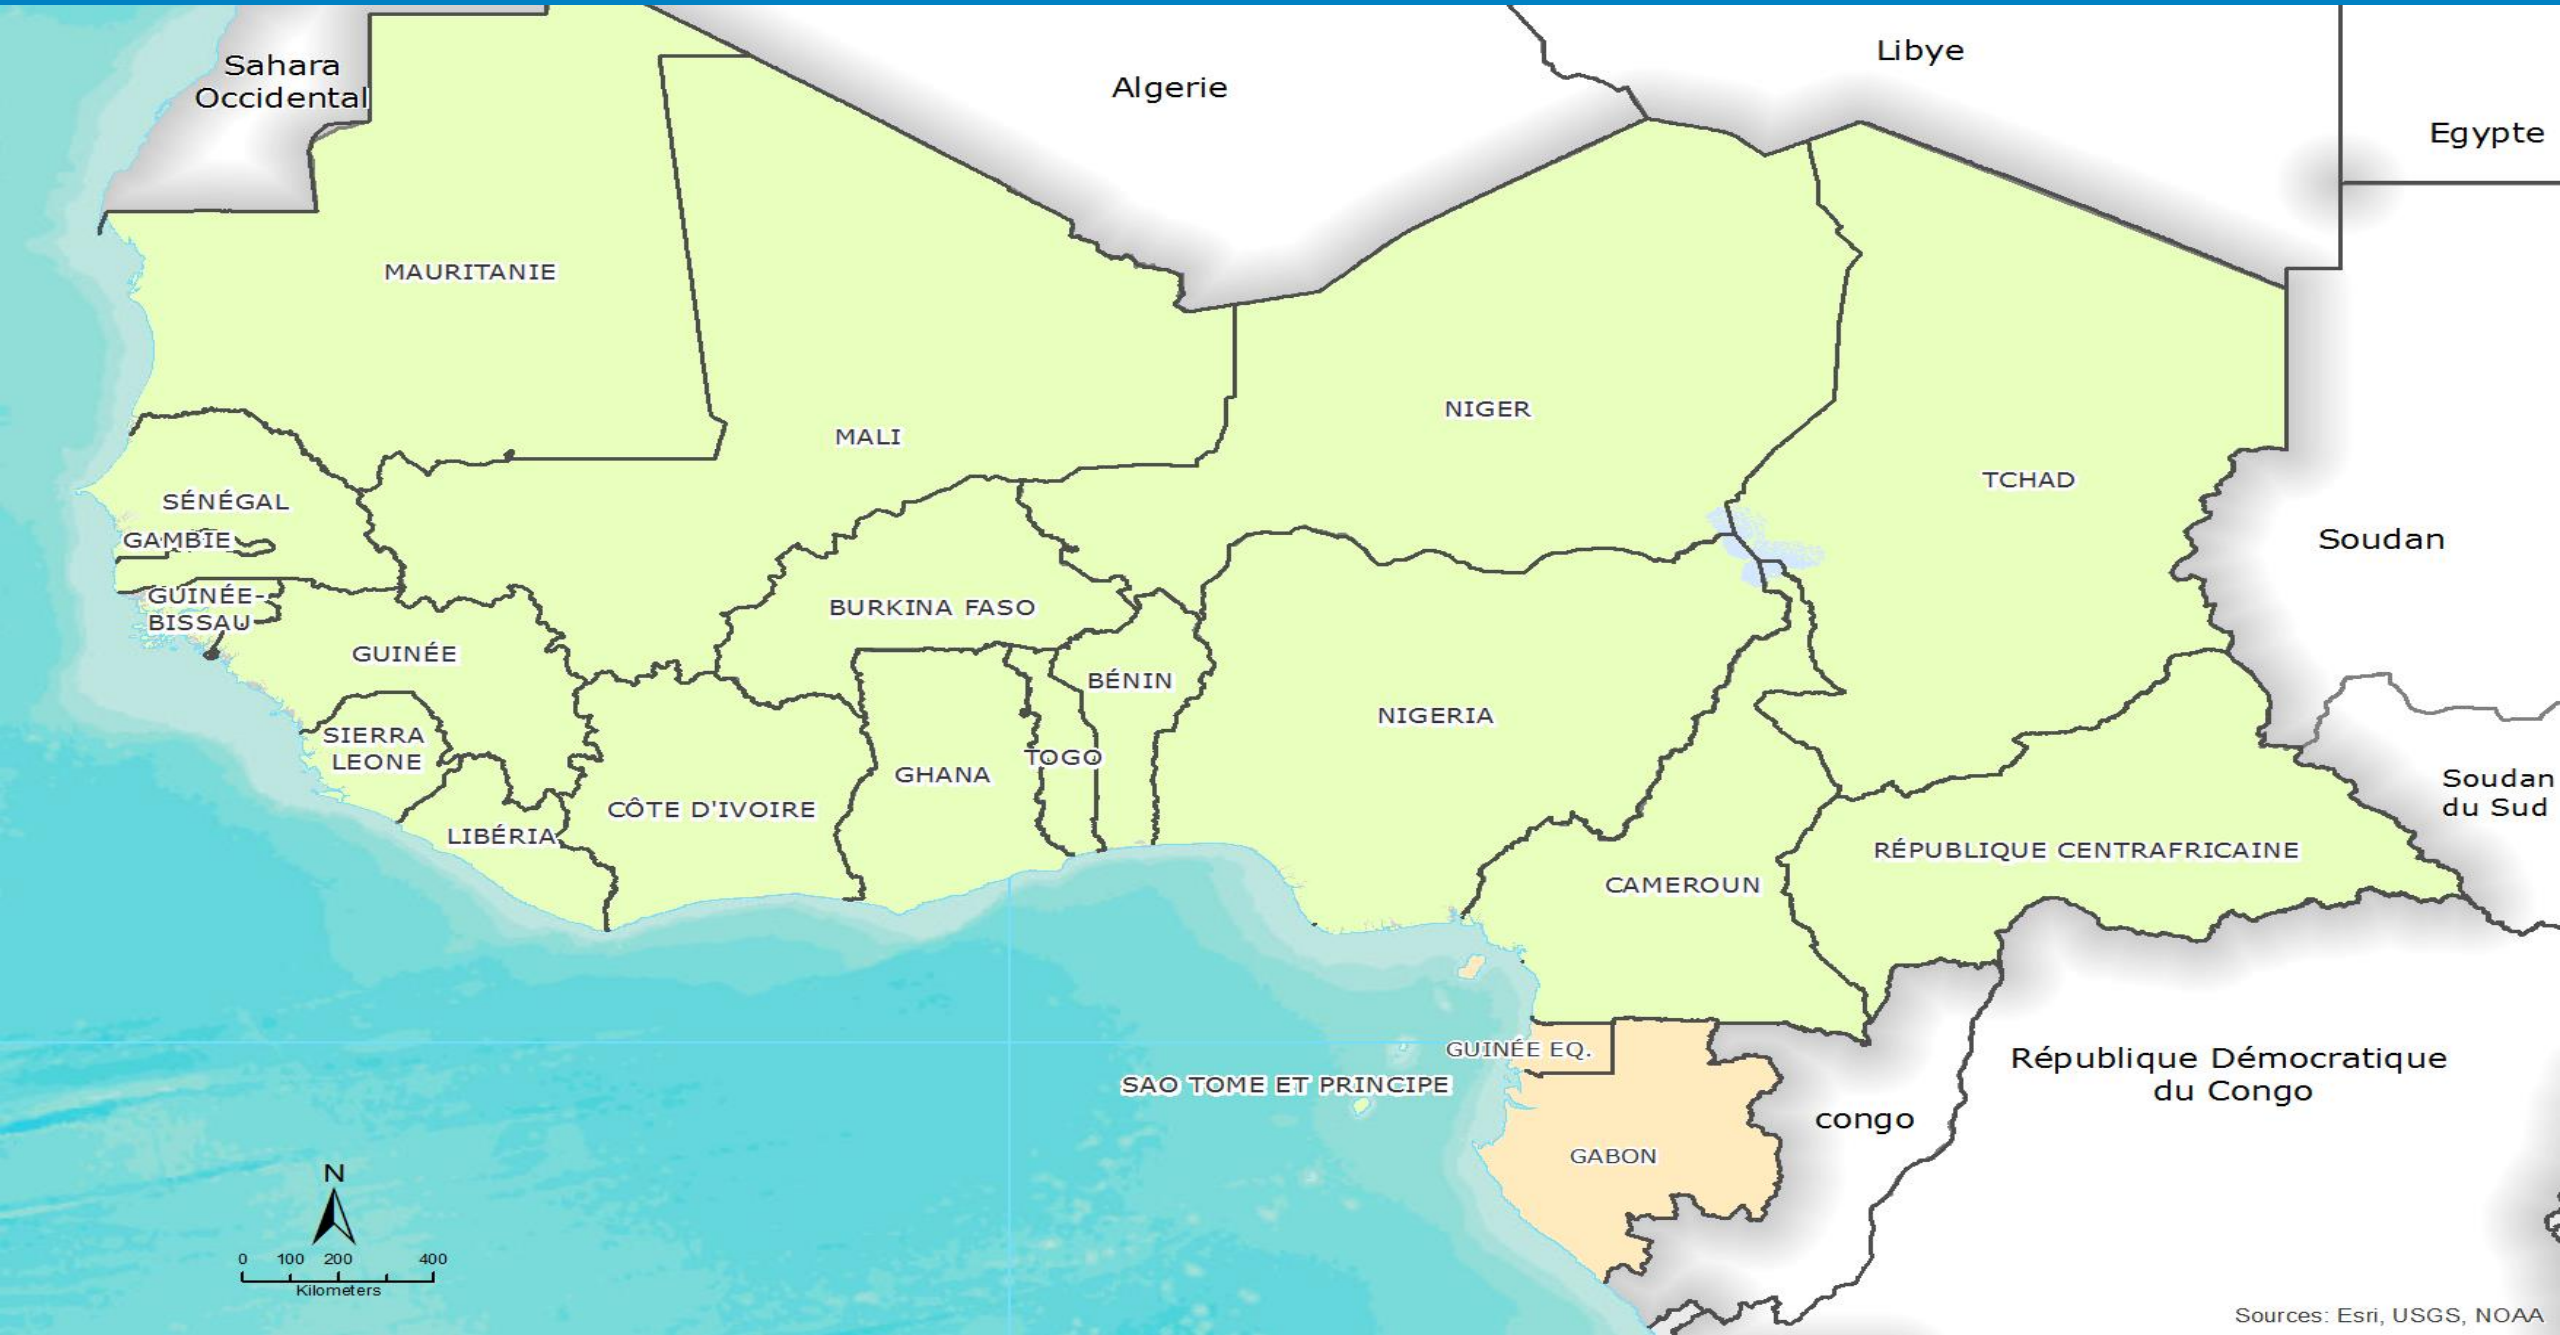 Sahara
Occidental
Algerie
Libye
Egypte
MAURITANIE
MALI
NIGER
TCHAD
SÉNÉGAL
GAMBIE
Soudan
GUINÉE-
BISSAU
GUINÉE
BURKINA FASO
BÉNIN
NIGERIA
SIERRA
LEONE
TOGO
GHANA
CÔTE D'IVOIRE
LIBÉRIA
Soudan
du Sud
RÉPUBLIQUE CENTRAFRICAINE
CAMEROUN
GUINÉE EQ.
SAO TOME ET PRINCIPE
République Démocratique
du Congo
congo
GABON
N
0 100 200 400
Kilometers
Sources: Esri, USGS, NOAA